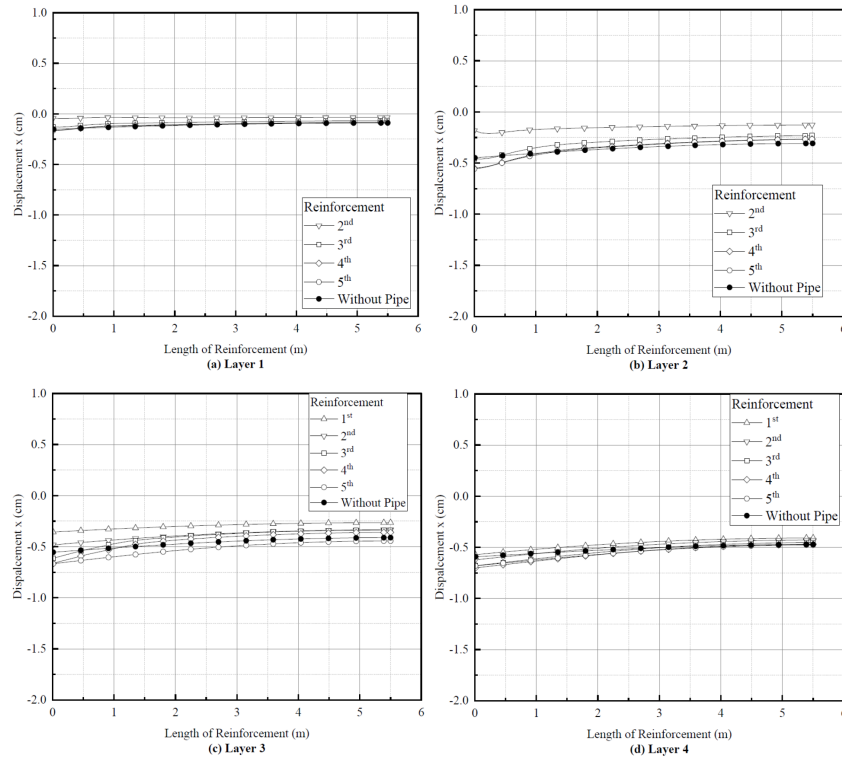 1.0
0.5
0.0
-0.5
-1.0
-1.5
-2.0
Displacement x (cm)
Reinforcement
2nd
3rd
4th
5th
Without Pipe
0 1 2 3 4 5 6
Length of Reinforcement (m)
(a) Layer 1
1.0
0.5
0.0
-0.5
-1.0
-1.5
-2.0
Dispalcement x (cm)
Reinforcement
2nd
3rd
4th
5th
Without Pipe
0 1 2 3 4 5 6
Length of Reinforcement (m)
(b) Layer 2
1.0
0.5
0.0
-0.5
-1.0
-1.5
-2.0
Dispalcement x (cm)
Reinforcement
1st
2nd
3rd
4th
5th
Without Pipe
0 1 2 3 4 5 6
Length of Reinforcement (m)
(c) Layer 3
1.0
0.5
0.0
-0.5
-1.0
-1.5
-2.0
Dispalcement x (cm)
Reinforcement
1st
2nd
3rd
4th
5th
Without Pipe
0 1 2 3 4 5 6
Length of Reinforcement (m)
(d) Layer 4